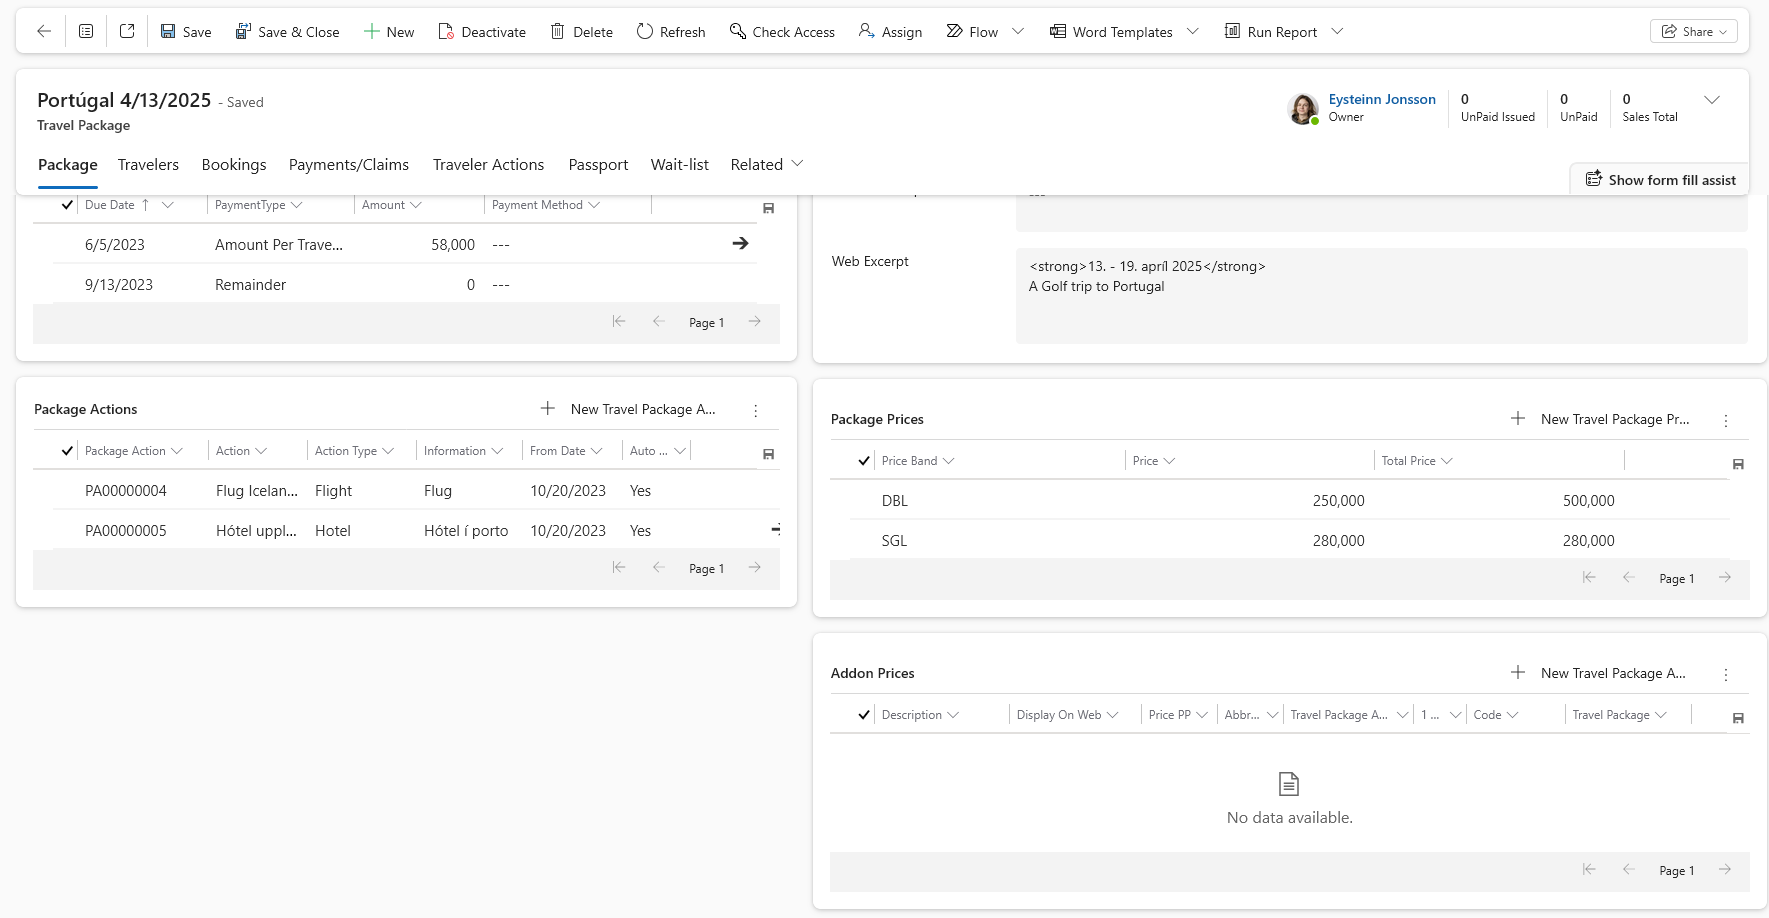 Save
Save & Close
New
Deactivate
Delete
Refresh
Check Access
Assign
Flow
Word Templates
Run Report
Share
Portúgal 4/13/2025 - Saved
Travel Package
Eysteinn Jonsson
Owner
0
UnPaid Issued
0
UnPaid
0
Sales Total
Package
Travelers
Bookings
Payments/Claims
Traveler Actions
Passport
Wait-list
Related
Show form fill assist
Due Date
PaymentType
Amount
Payment Method
6/5/2023
Amount Per Trave...
58,000
---
9/13/2023
Remainder
0
---
Page 1
Web Excerpt
<strong>13. - 19. apríl 2025</strong>
A Golf trip to Portugal
Package Actions
New Travel Package A...
Package Action
Action
Action Type
Information
From Date
Auto ...
PA00000004
Flug Icelan...
Flight
Flug
10/20/2023
Yes
PA00000005
Hótel uppl...
Hotel
Hótel í porto
10/20/2023
Yes
Page 1
Package Prices
New Travel Package Pr...
Price Band
Price
Total Price
DBL
250,000
500,000
SGL
280,000
280,000
Page 1
Addon Prices
New Travel Package A...
Description
Display On Web
Price PP
Abbr...
Travel Package A...
1 ...
Code
Travel Package
No data available.
Page 1